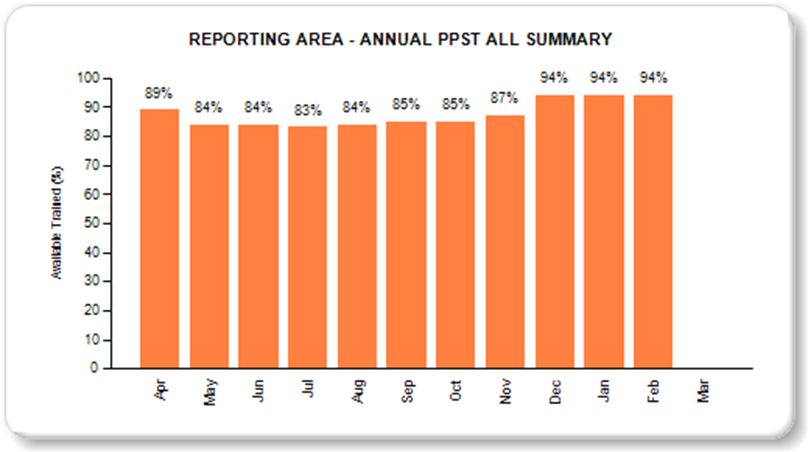 REPORTING AREA - ANNUAL PPST ALL SUMMARY
Available Trained (%)
100
90
80
70
60
50
40
30
20
10
0
89%
84%
84%
83%
84%
85%
85%
87%
94%
94%
94%
Apr
May
Jun
Jul
Aug
Sep
Oct
Nov
Dec
Jan
Feb
Mar